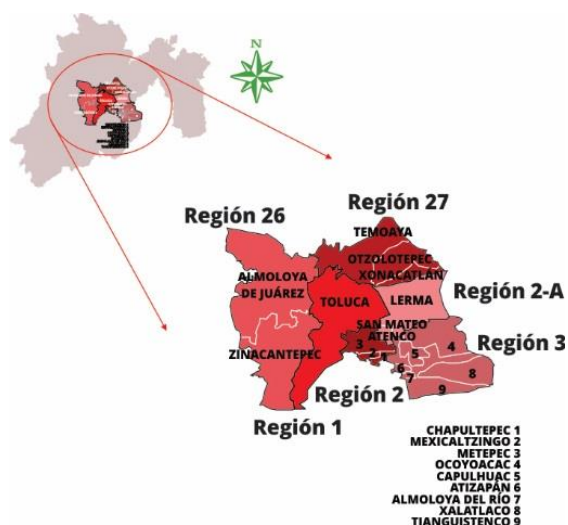 N
Región 26
Región 27
TEMOAYA
OTZOLOTEPEC
XONACATLÁN
ALMOLOYA
DE JUÁREZ
TOLUCA
LERMA
Región 2-A
SAN MATEO
ATENCO
Región 3
ZINACANTEPEC
3
2
1
5
4
6
7
8
9
Región 2
Región 1
CHAPULTEPEC 1
MEXICALTZINGO 2
METEPEC 3
OCOYOACAC 4
CAPULHUAC 5
ATIZAPÁN 6
ALMOLOYA DEL RÍO 7
XALATLACO 8
TIANGUISTENCO 9